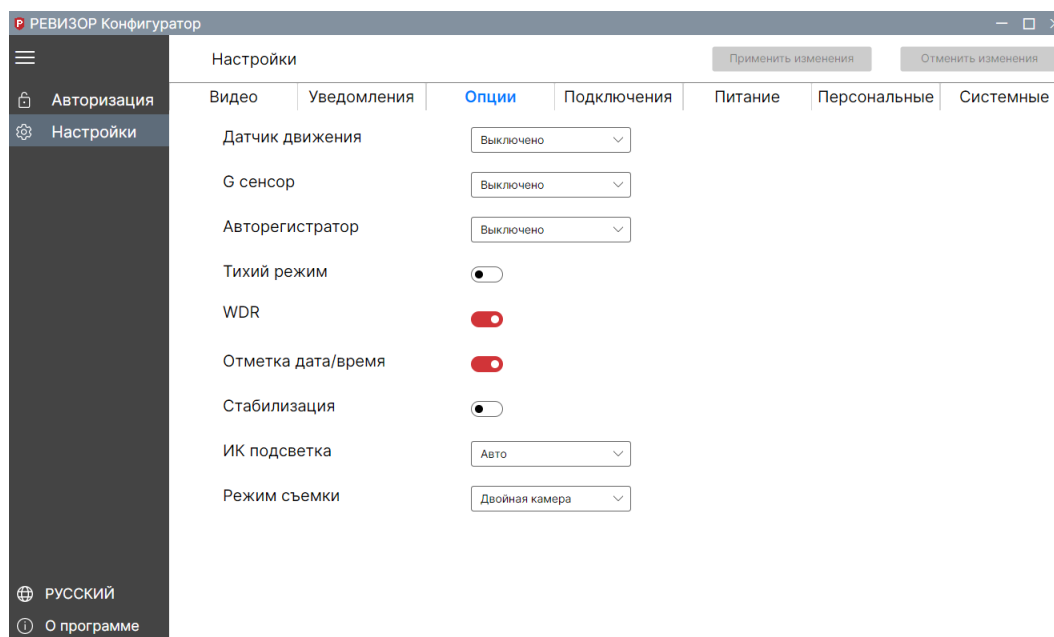 РЕВИЗОР Конфигуратор
Настройки
Применить изменения
Отменить изменения
Авторизация
Настройки
Видео
Уведомления
Опции
Подключения
Питание
Персональные
Системные
Датчик движения
Выключено
G сенсор
Выключено
Авторегистратор
Выключено
Тихий режим
WDR
Отметка дата/время
Стабилизация
ИК подсветка
Авто
Режим съемки
Двойная камера
РУССКИЙ
О программе